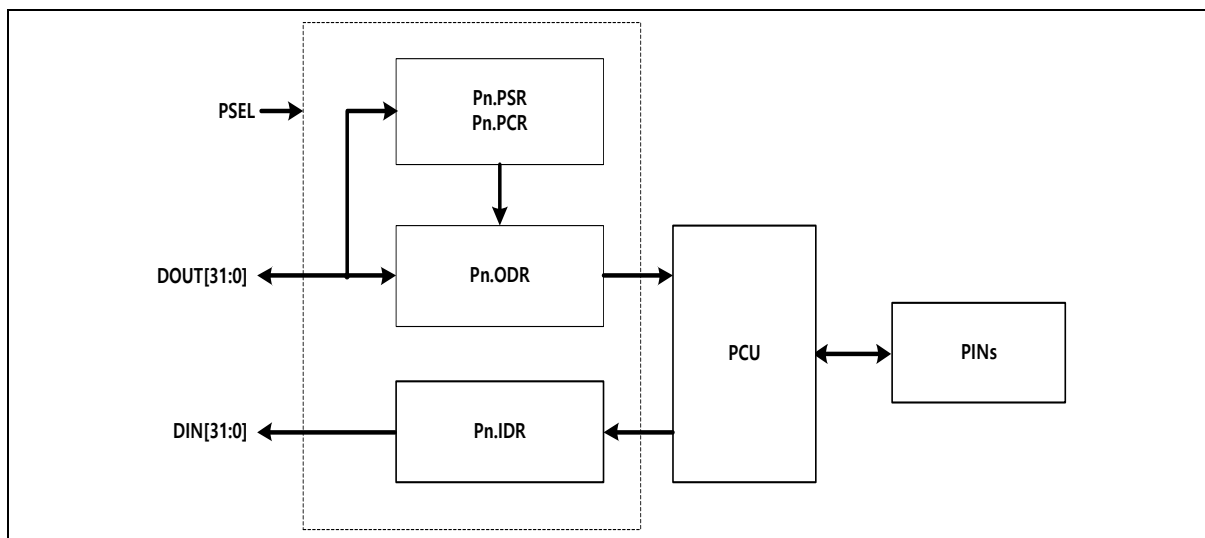 PSEL
Pn.PSR
Pn.PCR
DOUT[31:0]
Pn.ODR
PCU
PINs
DIN[31:0]
Pn.IDR